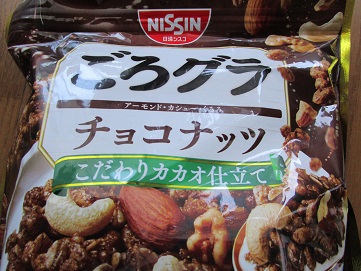 NISSIN
日清シスコ
ごろグラ
アーモンド・カシュー・くるみ
チョコナッツ
こだわりカカオ仕立て